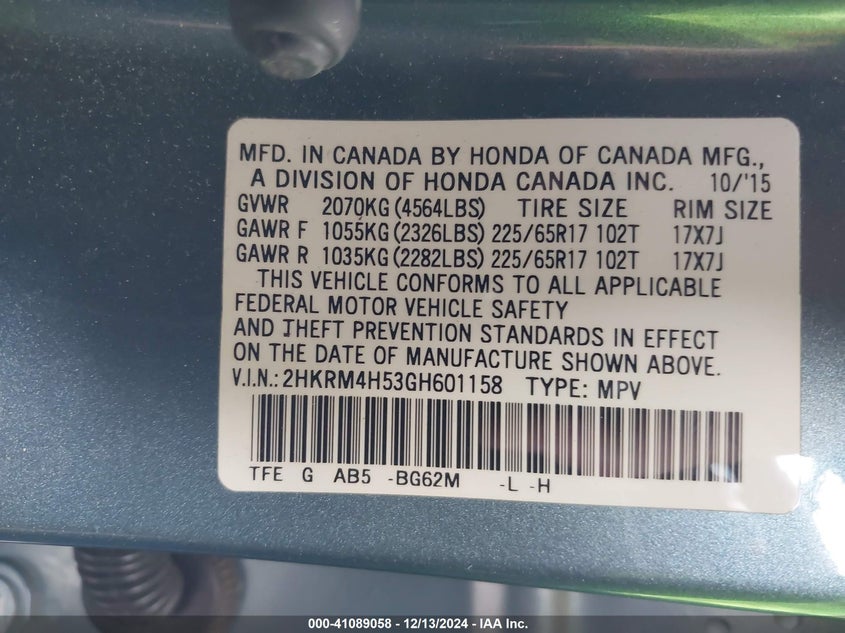 MFD. IN CANADA BY HONDA OF CANADA MFG.,
A DIVISION OF HONDA CANADA INC. 10/'15
GVWR 2070KG (4564LBS) TIRE SIZE RIM SIZE
GAWR F 1055KG (2326LBS) 225/65R17 102T 17X7J
GAWR R 1035KG (2282LBS) 225/65R17 102T 17X7J
THIS VEHICLE CONFORMS TO ALL APPLICABLE
FEDERAL MOTOR VEHICLE SAFETY
AND THEFT PREVENTION STANDARDS IN EFFECT
ON THE DATE OF MANUFACTURE SHOWN ABOVE.
V.I.N.: 2HKRM4H53GH601158 TYPE: MPV
TFE G AB5 -BG62M -L -H
000-41089058 - 12/13/2024 - IAA Inc.